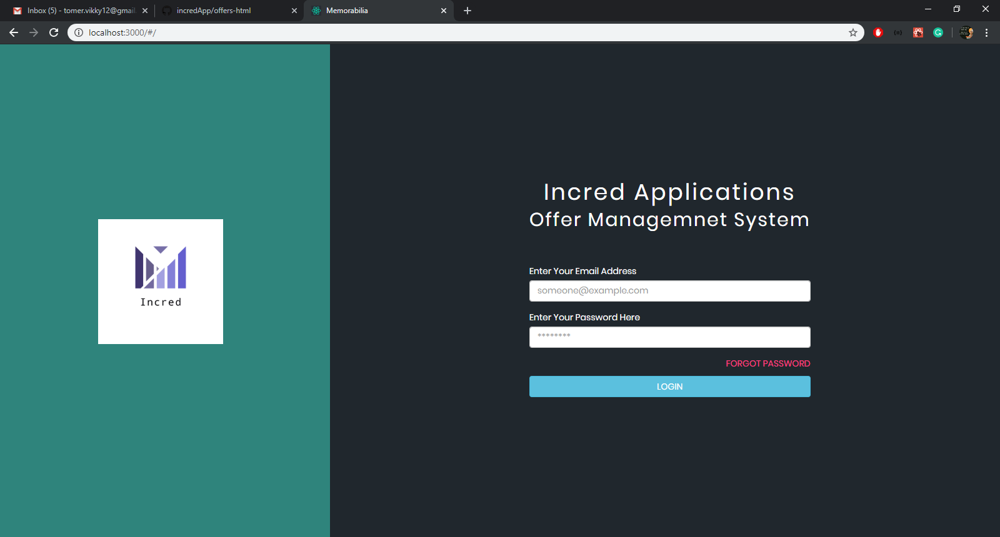 Inbox (5) - tomer.vikky12@gmail
incredApp/offers-html
Memorabilia
localhost:3000/#/
Incred
Incred Applications
Offer Managemnet System
Enter Your Email Address
someone@example.com
Enter Your Password Here
********
FORGOT PASSWORD
LOGIN